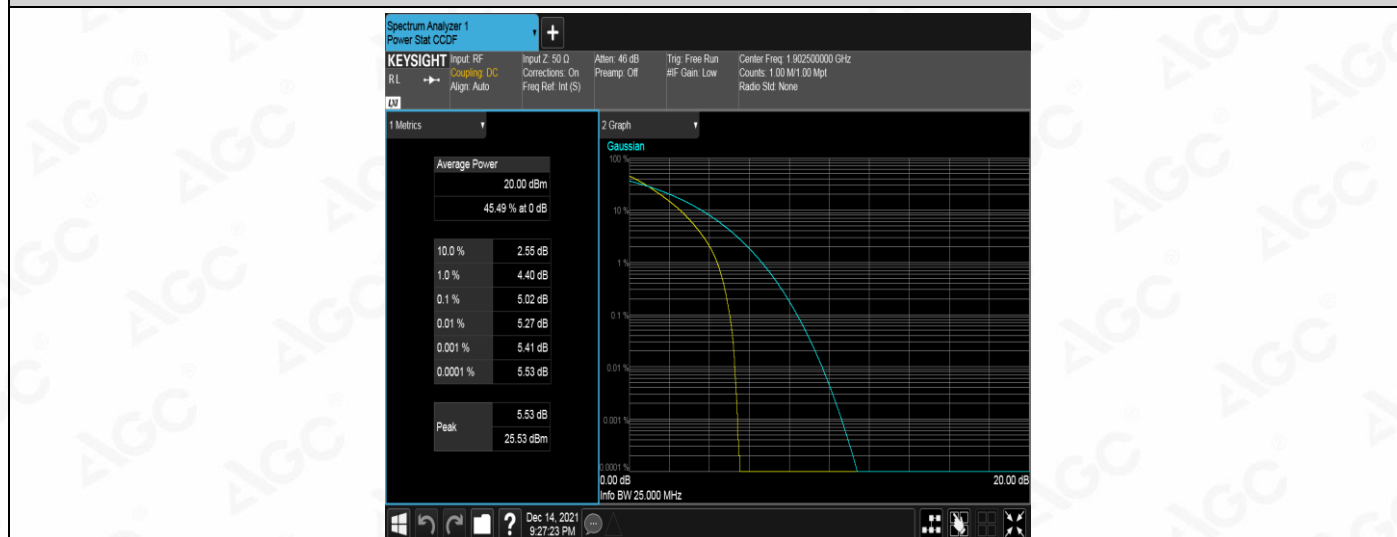 Spectrum Analyzer 1
Power Stat CCDF
+
KEYSIGHT
RL
LXI
Input: RF
Coupling: DC
Align: Auto
Input Z: 50 Ω
Corrections: On
Freq Ref: Int (S)
Atten: 46 dB
Preamp: Off
Trig: Free Run
#IF Gain: Low
Center Freq: 1.902500000 GHz
Counts: 1.00 M/1.00 Mpt
Radio Std: None
1 Metrics
Average Power
20.00 dBm
45.49 % at 0 dB
10.0 % 2.55 dB
1.0 % 4.40 dB
0.1 % 5.02 dB
0.01 % 5.27 dB
0.001 % 5.41 dB
0.0001 % 5.53 dB
Peak
5.53 dB
25.53 dBm
2 Graph
Gaussian
100 %
10 %
1 %
0.1 %
0.01 %
0.001 %
0.0001 %
0.00 dB 20.00 dB
Info BW 25.000 MHz
?
Dec 14, 2021
9:27:23 PM
AGC